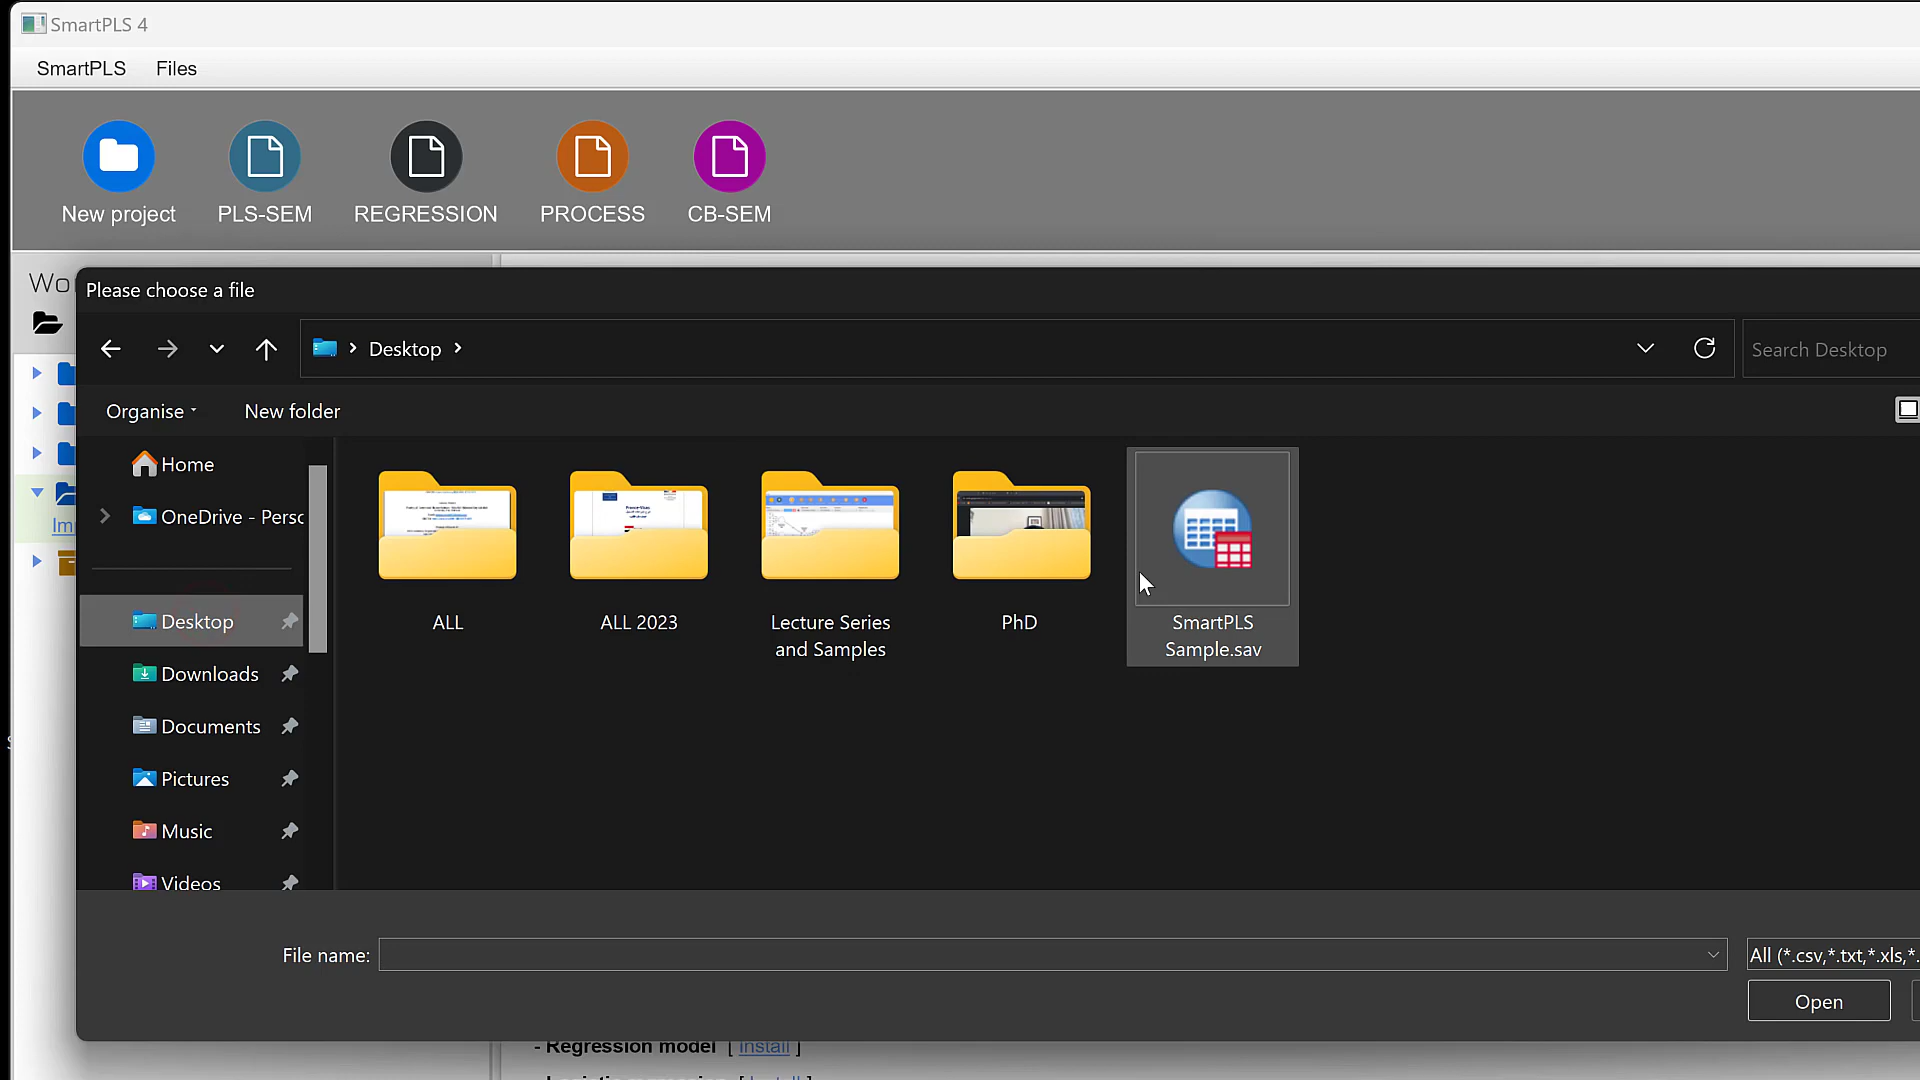 SmartPLS 4
SmartPLS Files
New project PLS-SEM REGRESSION PROCESS CB-SEM
Please choose a file
Desktop
Search Desktop
Organise New folder
Home
OneDrive - Perso
Desktop
Downloads
Documents
Pictures
Music
Videos
ALL
ALL 2023
Lecture Series
and Samples
PhD
SmartPLS
Sample.sav
File name:
All (*.csv,*.txt,*.xls,*.
Open
- Regression model [ Install ]